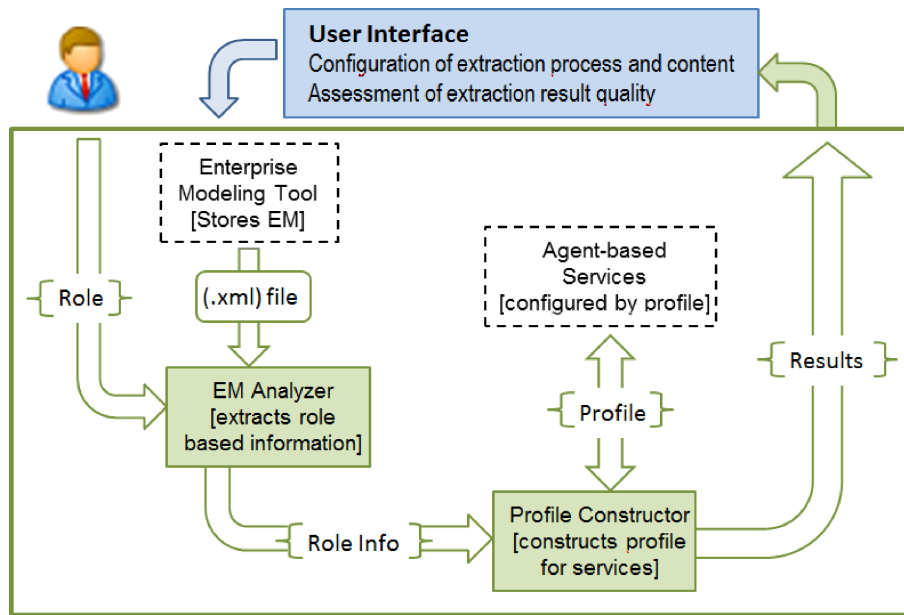 User Interface
Configuration of extraction process and content
Assessment of extraction result quality
Enterprise
Modeling Tool
[Stores EM]
Agent-based
Services
[configured by profile]
Role
(.xml) file
Results
EM Analyzer
[extracts role
based information]
Profile
Role Info
Profile Constructor
[constructs profile
for services]